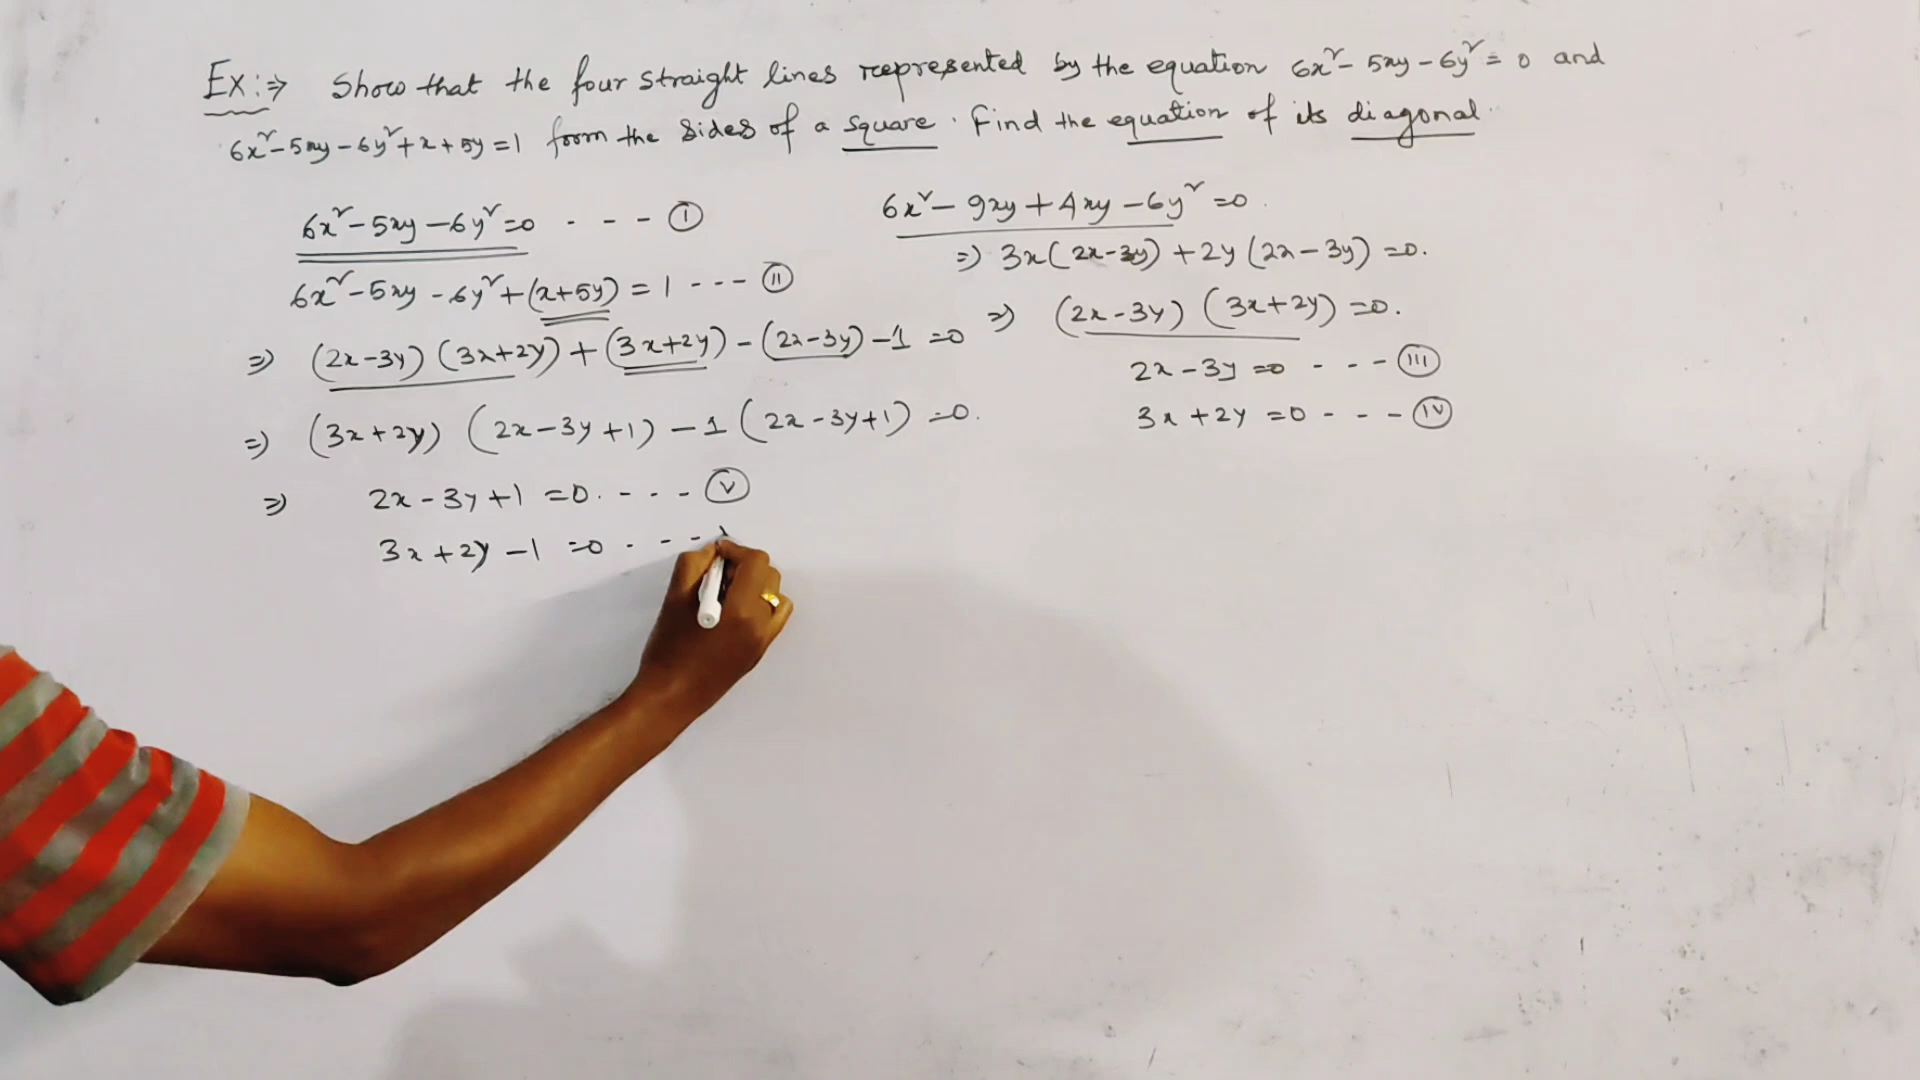 Ex:⇒ Show that the four straight lines represented by the equation 6x²-5xy-6y²=0 and
6x²-5xy-6y²+x+5y=1 form the sides of a square. Find the equation of its diagonal.
6x²-5xy-6y²=0 - - - (I)
6x²-5xy-6y²+(x+5y)=1 - - - (II)
⇒ (2x-3y)(3x+2y)+(3x+2y)-(2x-3y)-1=0
⇒ (3x+2y)(2x-3y+1)-1(2x-3y+1)=0.
⇒ 2x-3y+1=0. - - - (V)
3x+2y-1=0 - - -
6x²-9xy+4xy-6y²=0.
⇒ 3x(2x-3y)+2y(2x-3y)=0.
⇒ (2x-3y)(3x+2y)=0.
2x-3y=0 - - - (III)
3x+2y=0 - - - (IV)